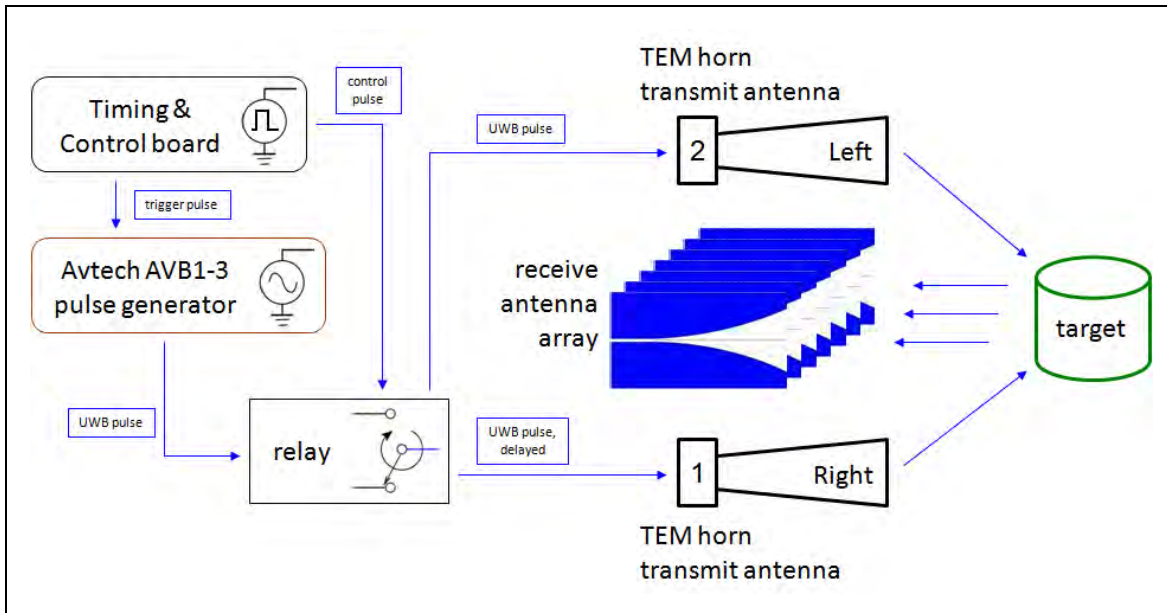 TEM horn
transmit antenna
Timing &
Control board
control
pulse
UWB pulse
2
Left
trigger pulse
Avtech AVB1-3
pulse generator
receive
antenna
array
target
UWB pulse
relay
UWB pulse,
delayed
1
Right
TEM horn
transmit antenna